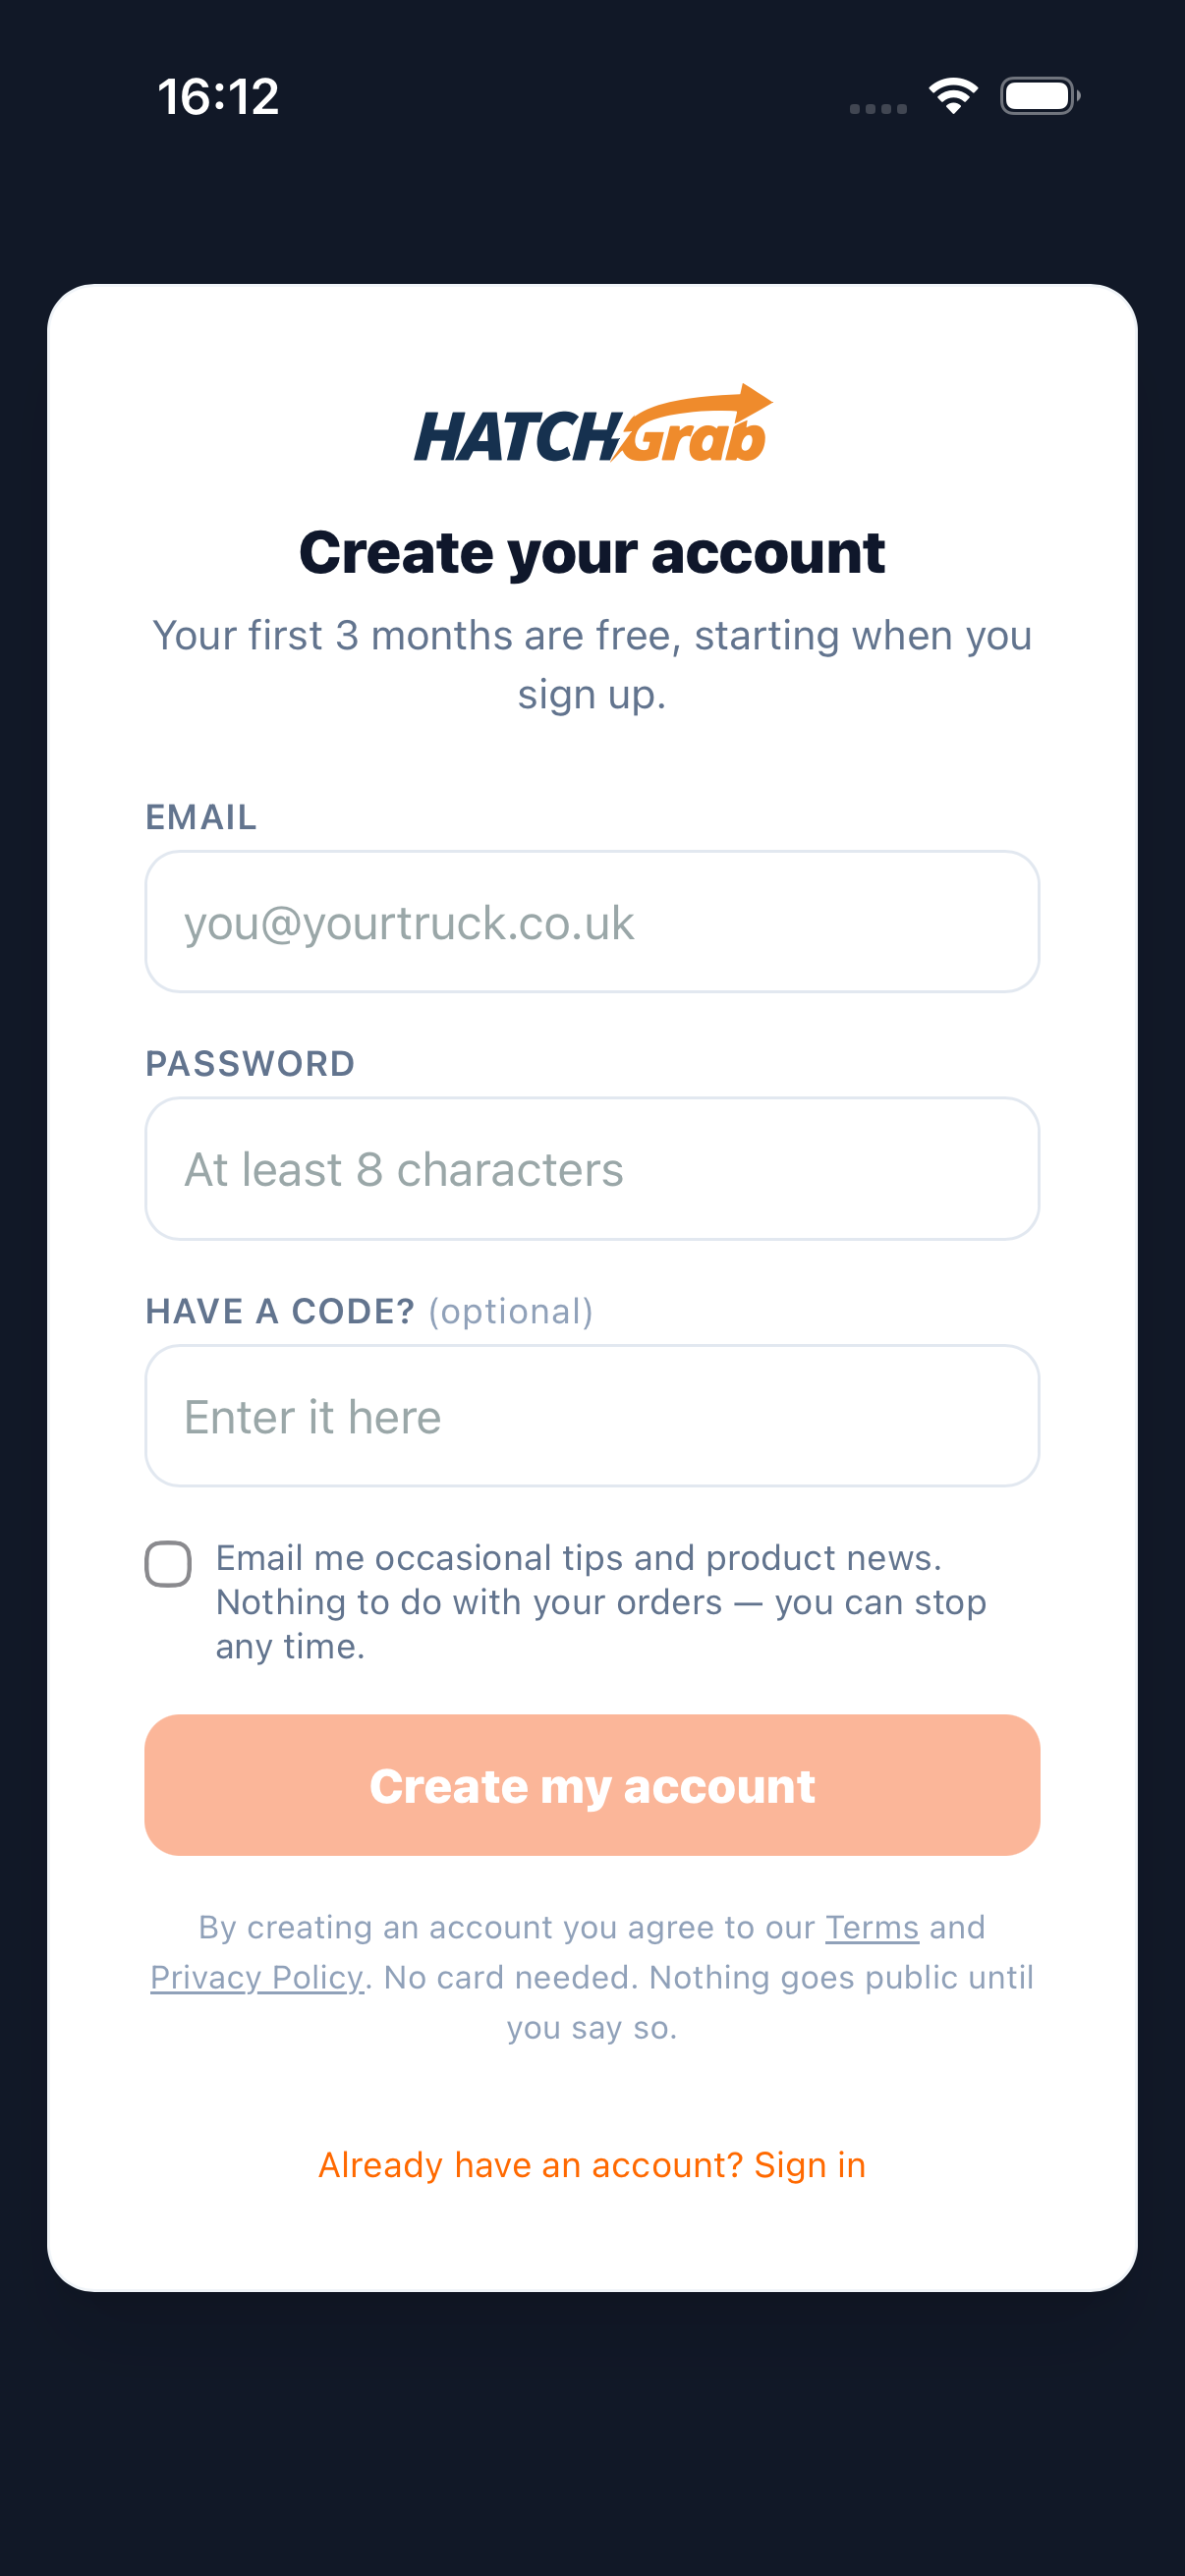 16:12
HATCHGrab
Create your account
Your first 3 months are free, starting when you
sign up.
EMAIL
you@yourtruck.co.uk
PASSWORD
At least 8 characters
HAVE A CODE? (optional)
Enter it here
Email me occasional tips and product news.
Nothing to do with your orders — you can stop
any time.
Create my account
By creating an account you agree to our Terms and
Privacy Policy. No card needed. Nothing goes public until
you say so.
Already have an account? Sign in